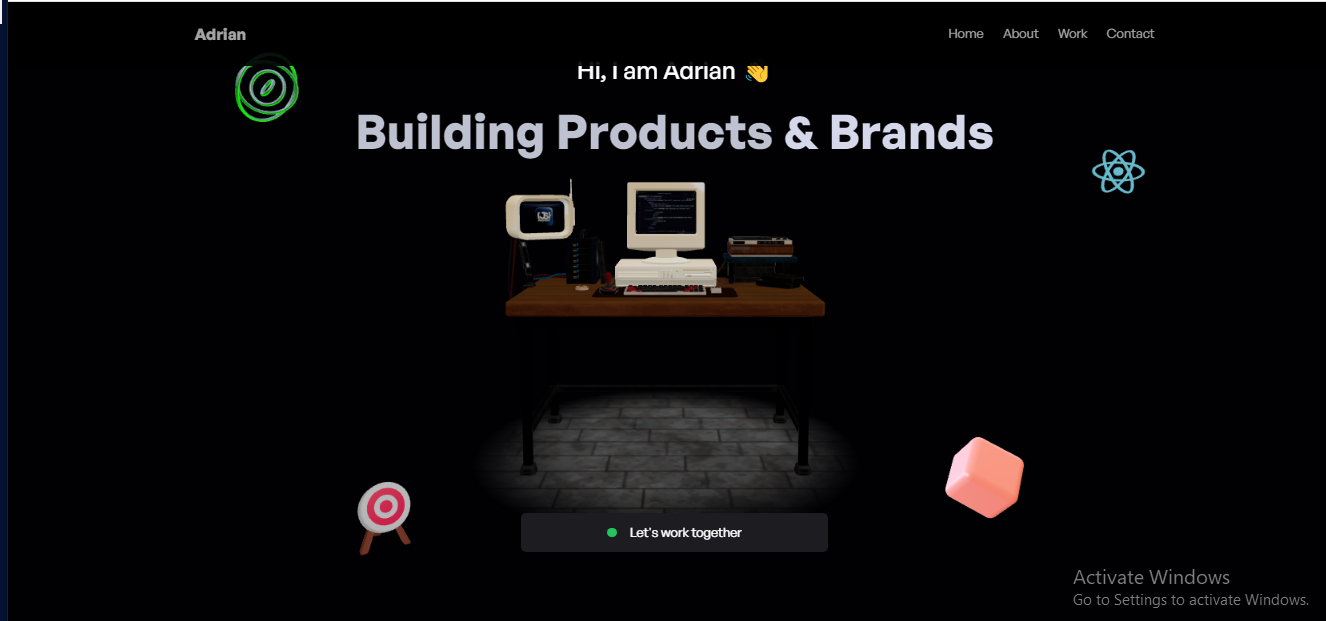 Adrian
Home About Work Contact
Hi, I am Adrian 👋
Building Products & Brands
Let's work together
Activate Windows
Go to Settings to activate Windows.